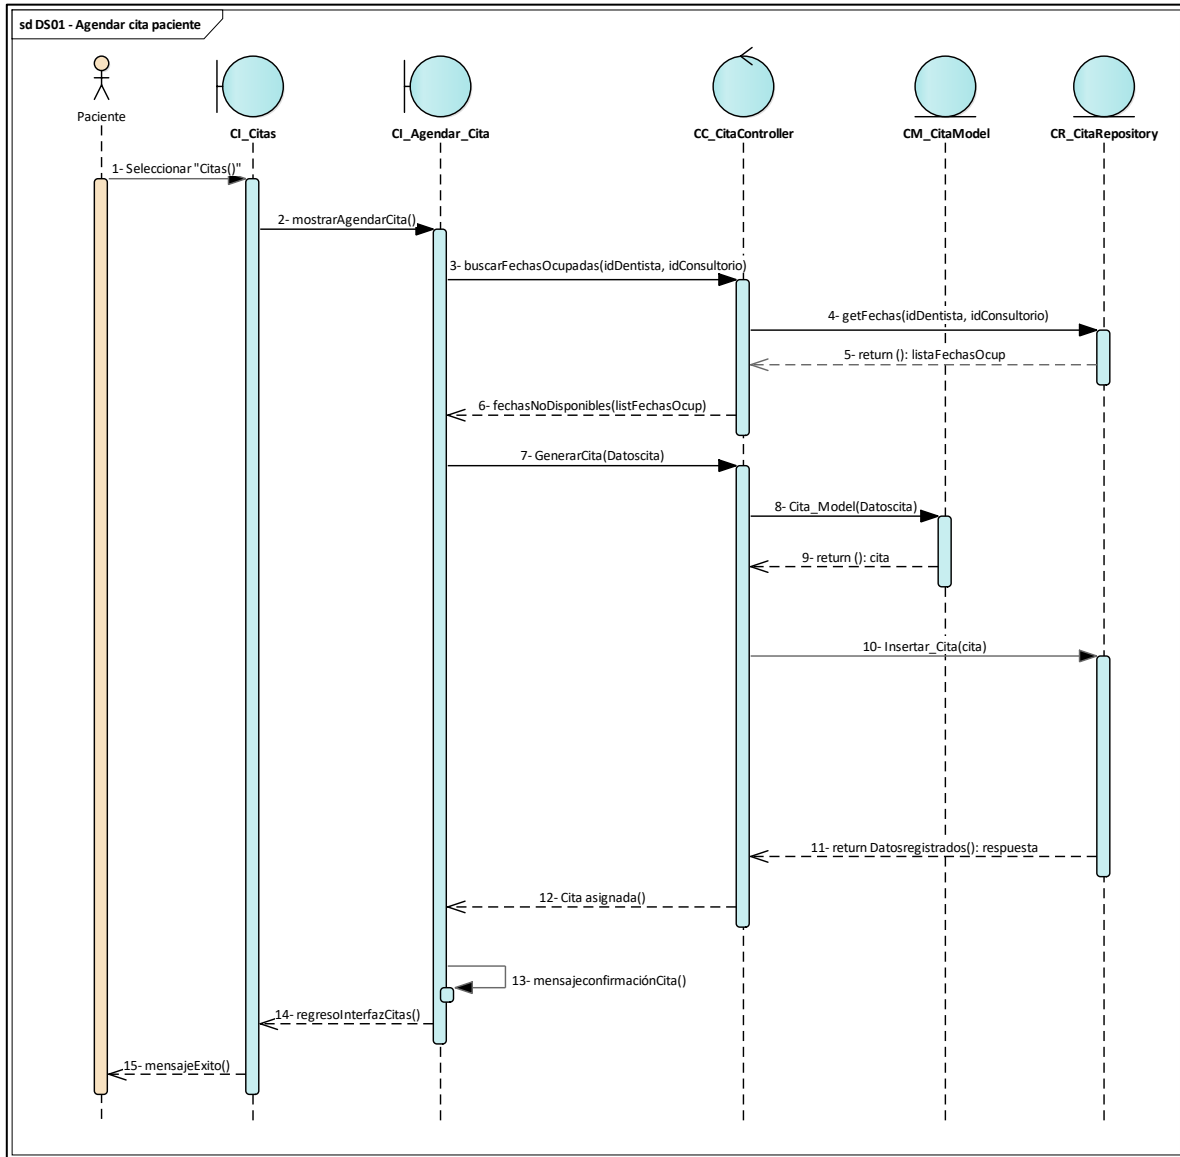 sd DS01 - Agendar cita paciente
Paciente
CI_Citas
CI_Agendar_Cita
CC_CitaController
CM_CitaModel
CR_CitaRepository
1- Seleccionar "Citas()"
2- mostrarAgendarCita()
3- buscarFechasOcupadas(idDentista, idConsultorio)
4- getFechas(idDentista, idConsultorio)
5- return (): listaFechasOcup
6- fechasNoDisponibles(listFechasOcup)
7- GenerarCita(Datoscita)
8- Cita_Model(Datoscita)
9- return (): cita
10- Insertar_Cita(cita)
11- return Datosregistrados(): respuesta
12- Cita asignada()
13- mensajeconfirmaciónCita()
14- regresoInterfazCitas()
15- mensajeExito()